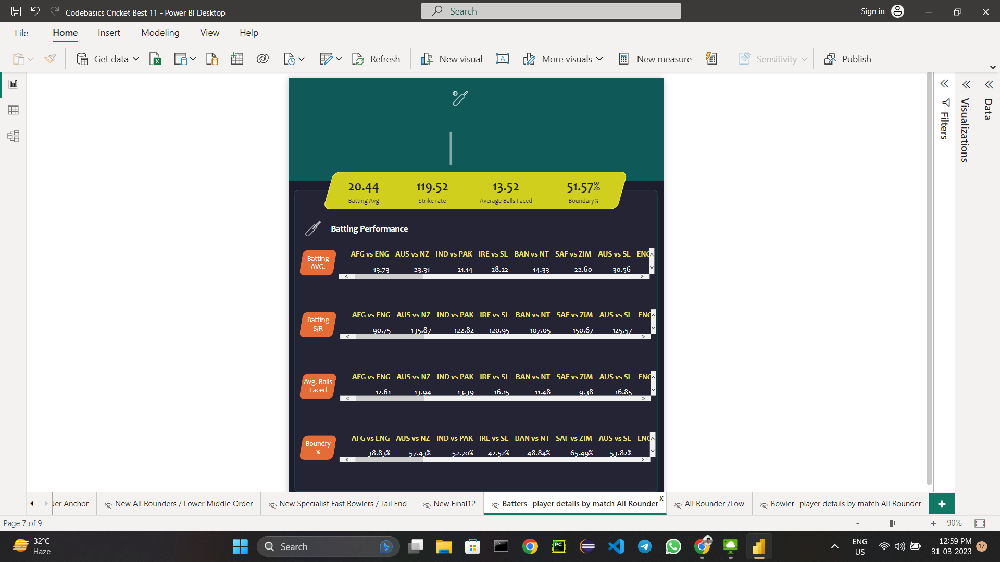 Codebasics Cricket Best 11 - Power BI Desktop
Search
Sign in
File Home Insert Modeling View Help
Get data
Refresh
New visual
More visuals
New measure
Sensitivity
Publish
Filters
Visualizations
Data
20.44 119.52 13.52 51.57%
Batting Avg Strike rate Average Balls Faced Boundary %
Batting Performance
Batting AVG.
AFG vs ENG AUS vs NZ IND vs PAK IRE vs SL BAN vs NT SAF vs ZIM AUS vs SL ENG
13.73 23.31 21.14 28.22 14.33 22.60 30.56
Batting S/R
AFG vs ENG AUS vs NZ IND vs PAK IRE vs SL BAN vs NT SAF vs ZIM AUS vs SL ENG
90.75 135.87 122.82 120.95 107.05 150.67 125.57
Avg. Balls Faced
AFG vs ENG AUS vs NZ IND vs PAK IRE vs SL BAN vs NT SAF vs ZIM AUS vs SL ENG
12.61 13.94 13.39 16.15 11.48 9.38 16.85
Boundry %
AFG vs ENG AUS vs NZ IND vs PAK IRE vs SL BAN vs NT SAF vs ZIM AUS vs SL ENG
38.83% 57.43% 52.70% 42.52% 48.84% 65.49% 53.82%
der Anchor New All Rounders / Lower Middle Order New Specialist Fast Bowlers / Tail End New Final12 Batters- player details by match All Rounder x All Rounder /Low Bowler- player details by match All Rounder +
Page 7 of 9
- + 90%
32°C
Haze
Search
PC
ENG
US
12:59 PM
31-03-2023
17